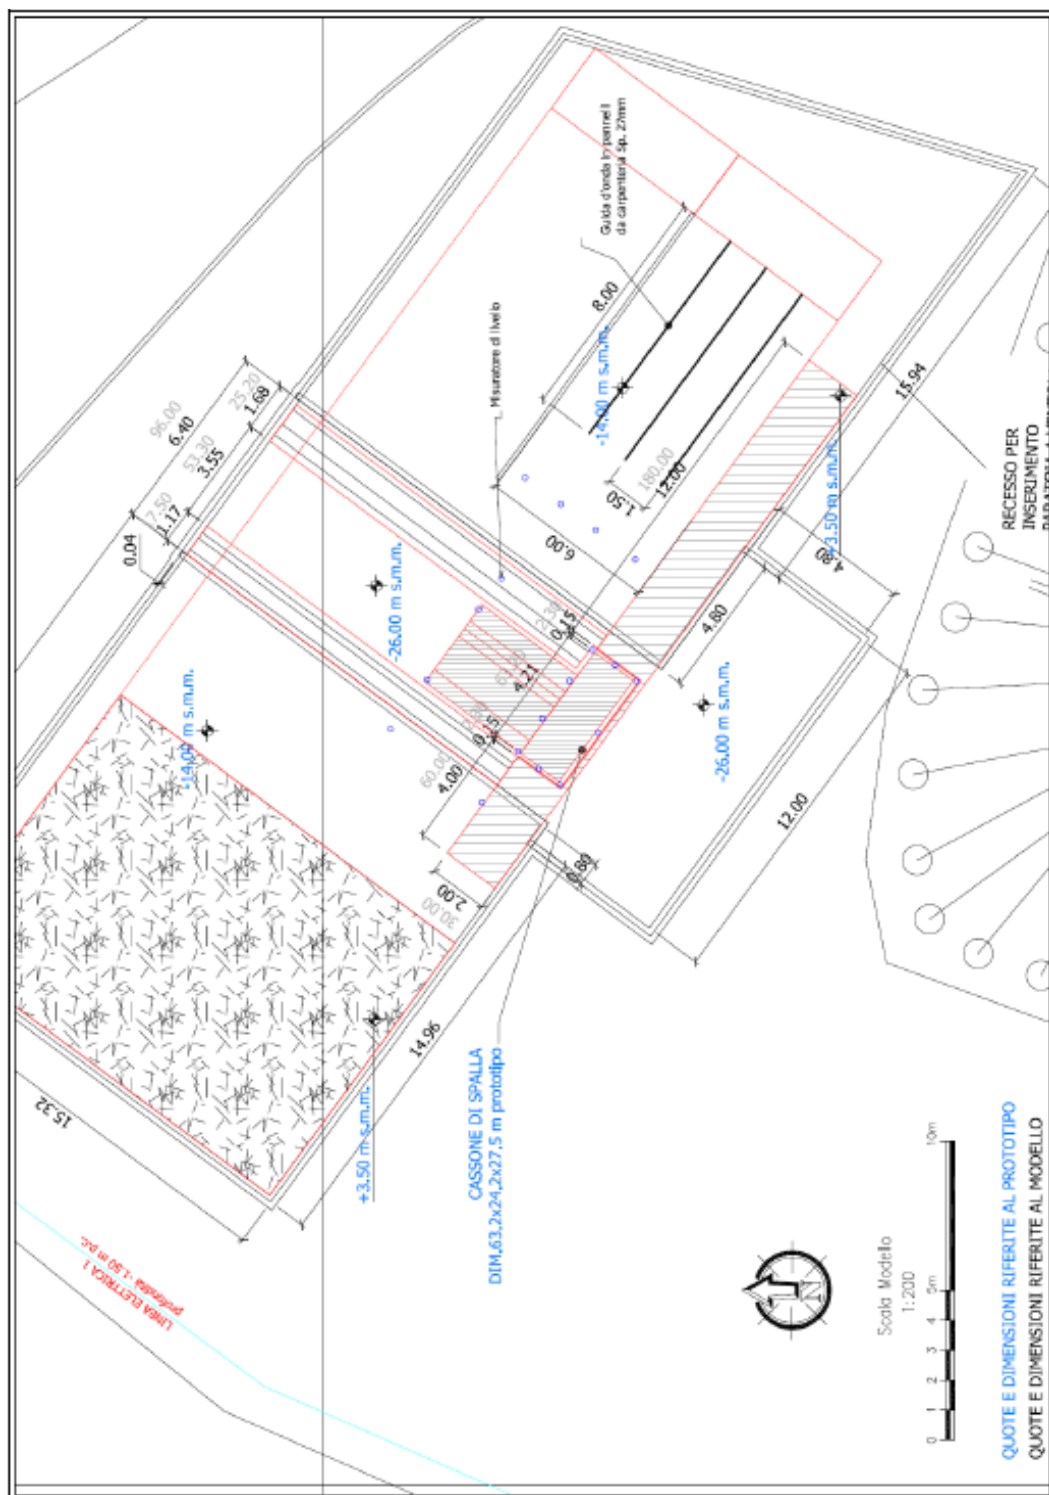 Guida d'onda in pannelli
da carpenteria Sp. 27mm
8.00
-14.00 m s.m.m.
Misuratore di livello
15.94
96.00
6.40
25.20
1.68
53.30
3.55
7.50
1.17
0.04
180.00
12.00
1.50
6.00
+3.50 m s.m.m.
RECESSO PER
INSERIMENTO
4.80
4.80
-26.00 m s.m.m.
2.30
0.15
4.21
0.15
60.00
4.00
-26.00 m s.m.m.
-14.00 m s.m.m.
12.00
0.80
2.00
30.00
14.96
15.32
+3.50 m s.m.m.
CASSONE DI SPALLA
DIM.63,2x24,2x27,5 m prototipo
LINEA ELETTRICA 1
profondità -1.50 m p.c.
N
Scala Modello
1:200
0 1 2 3 4 5m 10m
QUOTE E DIMENSIONI RIFERITE AL PROTOTIPO
QUOTE E DIMENSIONI RIFERITE AL MODELLO